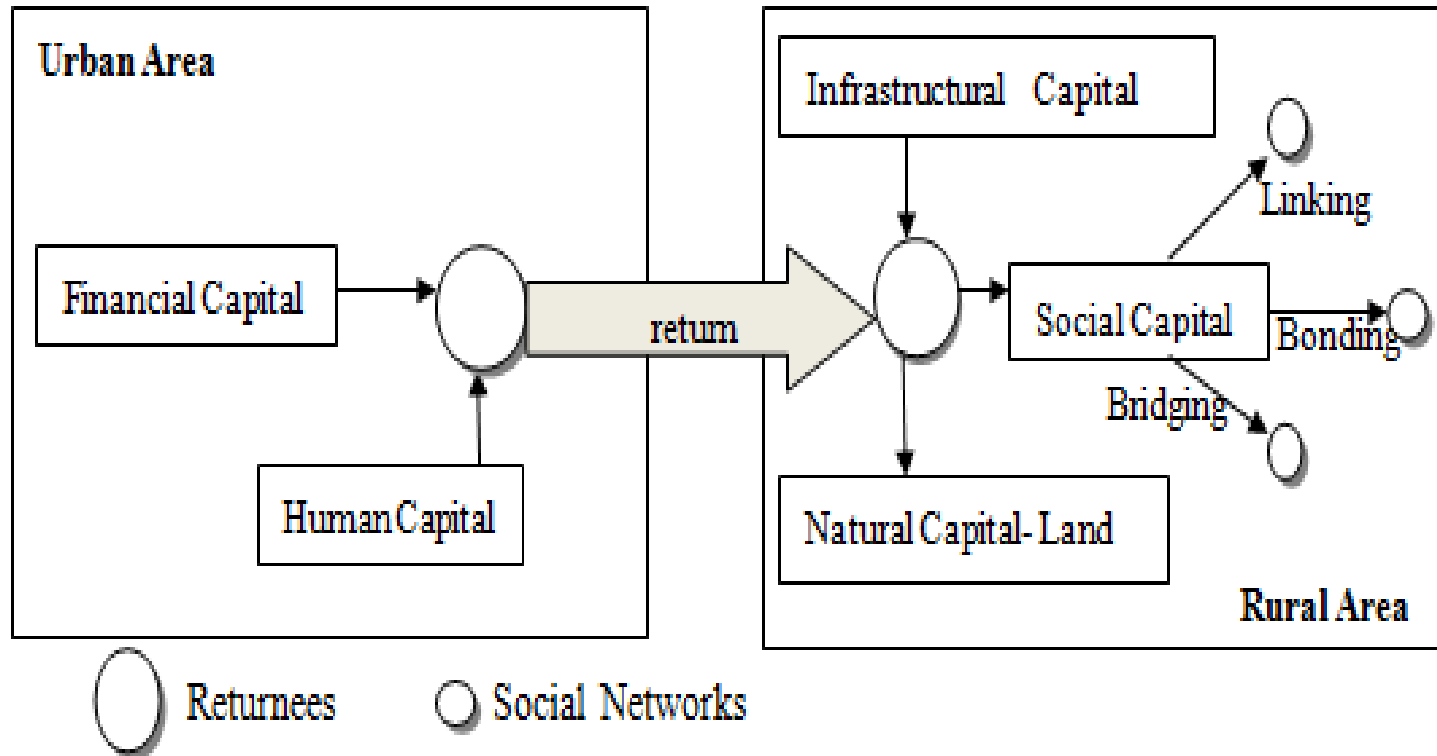 Urban Area
Infrastructural Capital
Linking
Financial Capital
return
Social Capital
Bonding
Bridging
Human Capital
Natural Capital- Land
Rural Area
Returnees
Social Networks